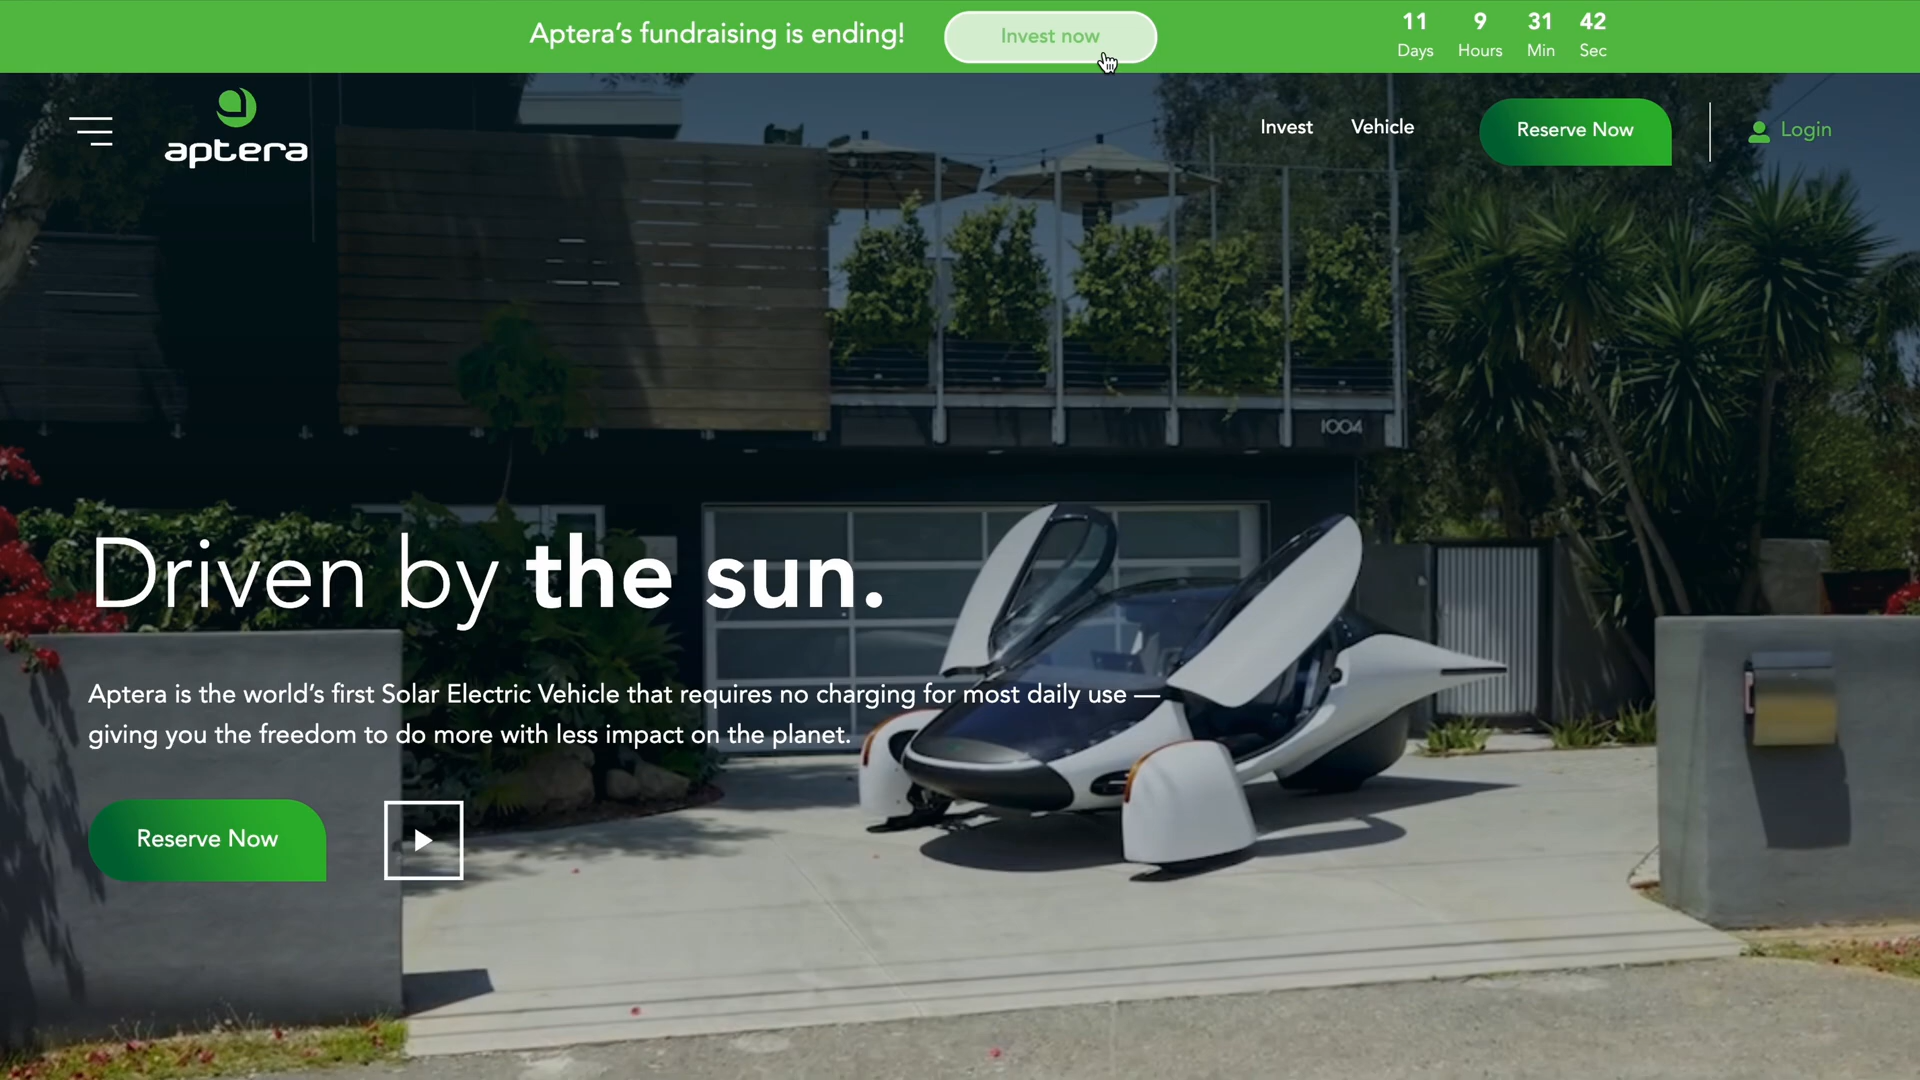 Aptera's fundraising is ending!
Invest now
11 9 31 42
Days Hours Min Sec
aptera
Invest
Vehicle
Reserve Now
Login
1004
Driven by the sun.
Aptera is the world's first Solar Electric Vehicle that requires no charging for most daily use —
giving you the freedom to do more with less impact on the planet.
Reserve Now